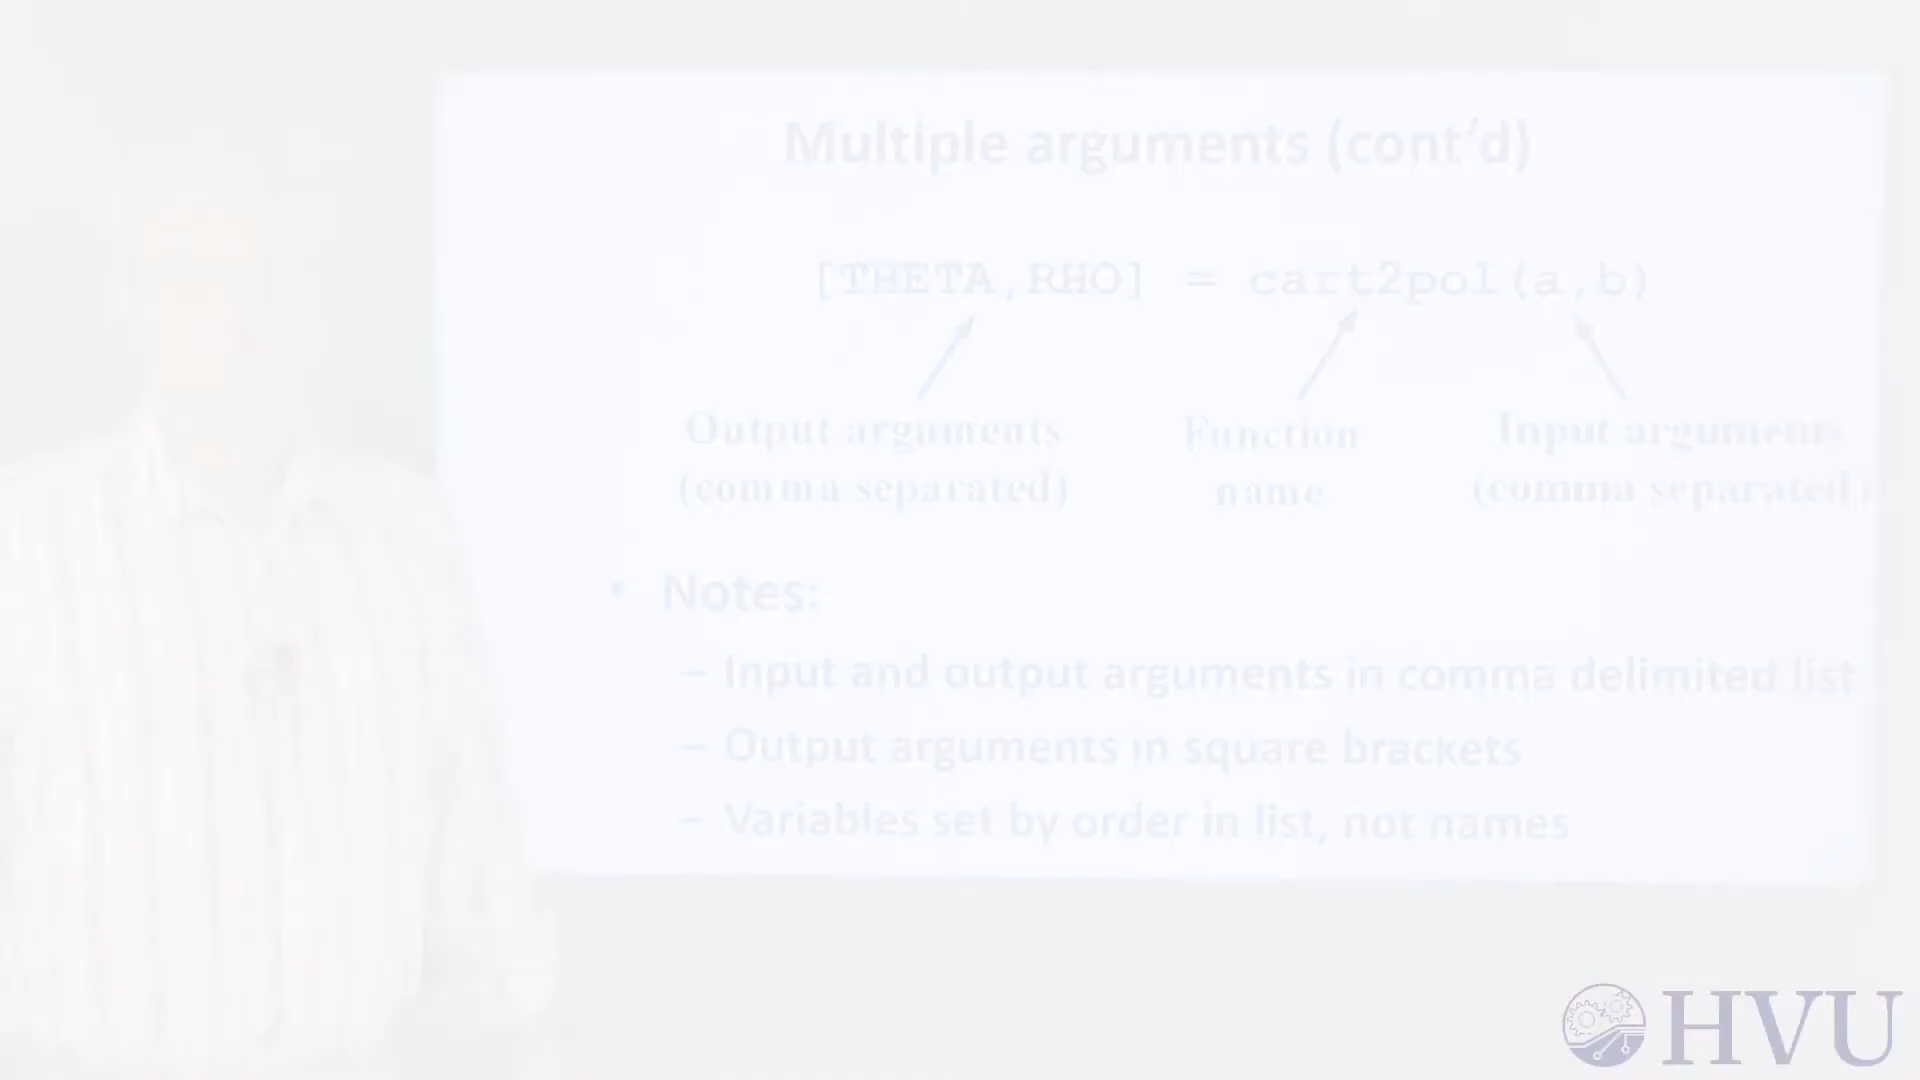 Multiple arguments (cont’d)
[THETA,RHO] = cart2pol(a,b)
Output arguments
(comma separated)
Function
name
Input arguments
(comma separated)
• Notes:
– Input and output arguments in comma delimited list
– Output arguments in square brackets
– Variables set by order in list, not names
HVU